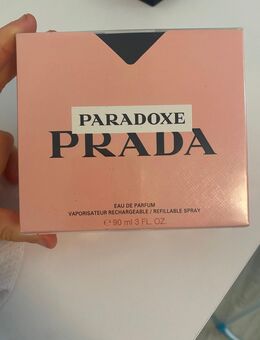 PARADOXE
PRADA
EAU DE PARFUM
VAPORISATEUR RECHARGEABLE / REFILLABLE SPRAY
℮ 90 ml 3 FL. OZ.